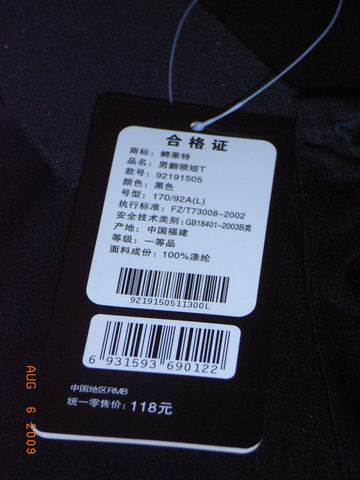 合格证
商标: 鳄莱特
品名: 男翻领短T
款号: 92191505
颜色: 黑色
号型: 170/92A(L)
执行标准: FZ/T73008-2002
安全技术类别: GB18401-2003B类
产地: 中国福建
等级: 一等品
面料成份: 100%涤纶
9219150511300L
6 931593 690122
中国地区RMB
统一零售价: 118元
AUG 6 2009